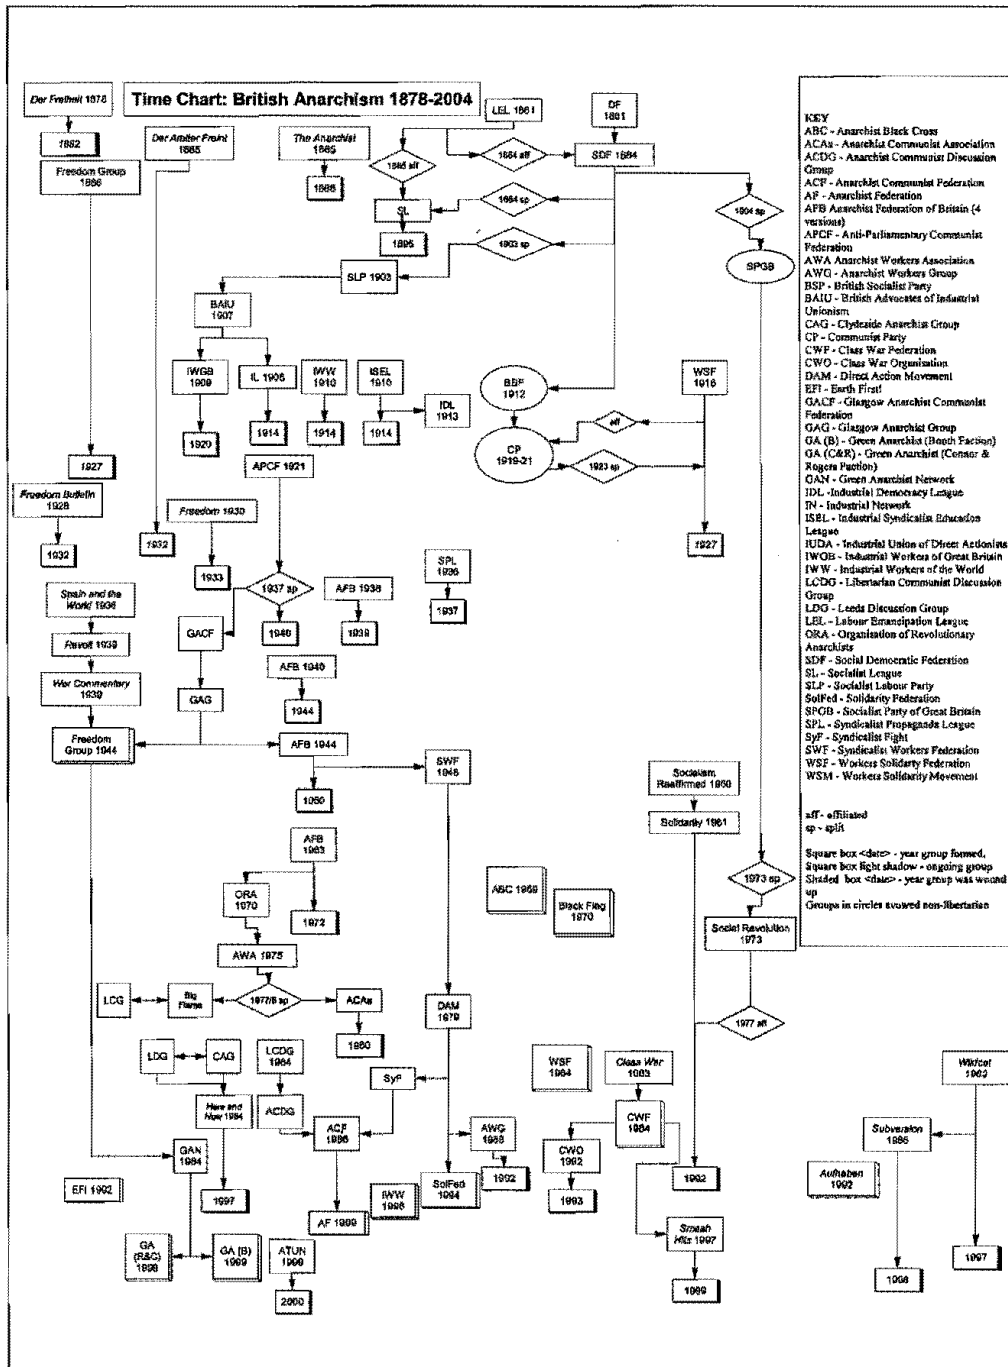 Time Chart: British Anarchism 1878-2004
Der Freiheit 1878
1882
Freedom Group
1886
Der Arbiter Freint
1885
The Anarchist
1885
1888
LEL 1881
DF
1881
1885 aff
1884 aff
SDF 1884
SL
1884 sp
1895
1903 sp
1904 sp
SPGB
SLP 1903
BAIU
1907
IWGB
1909
IL 1908
IWW
1910
ISEL
1910
IDL
1913
1920
1914
1914
1914
BSP
1912
WSF
1916
aff
CP
1919-21
1923 sp
1927
1927
APCF 1921
Freedom Bulletin
1928
1932
Freedom 1930
1932
1933
1937 sp
AFB 1938
SPL
1936
1937
1940
1939
Spain and the
World 1936
Revolt 1939
War Commentary
1939
GACF
GAG
AFB 1940
1944
Freedom
Group 1944
AFB 1944
SWF
1948
1950
Socialism
Reaffirmed 1960
Solidarity 1961
AFB
1963
ORA
1970
1972
ABC 1969
Black Flag
1970
1973 sp
Social Revolution
1973
AWA 1975
LCG
Big
Flame
1977/8 sp
ACAs
DAM
1979
1977 aff
1980
LDG
CAG
LCDG
1984
SyF
WSF
1984
Class War
1983
Wildcat
Here and
Now 1984
ACDG
ACF
1986
AWG
1988
CWF
1984
CWO
1992
Subversion
1985
GAN
1984
EF! 1992
1997
IWW
1996
SolFed
1994
1992
1993
1992
Aufheben
1992
AF 1999
Smash
Hits 1997
GA
(R&C)
GA (B)
1999
ATUN
1999
2000
1997
1998
KEY
ABC - Anarchist Black Cross
ACAs - Anarchist Communist Association
ACDG - Anarchist Communist Discussion
Group
ACF - Anarchist Communist Federation
AF - Anarchist Federation
AFB Anarchist Federation of Britain (4
versions)
APCF - Anti-Parliamentary Communist
Federation
AWA Anarchist Workers Association
AWG - Anarchist Workers Group
BSP - British Socialist Party
BAIU - British Advocates of Industrial
Unionism
CAG - Clydeside Anarchist Group
CP - Communist Party
CWF - Class War Federation
CWO - Class War Organisation
DAM - Direct Action Movement
EF! - Earth First!
GACF - Glasgow Anarchist Communist
Federation
GAG - Glasgow Anarchist Group
GA (B) - Green Anarchist (Booth Faction)
GA (C&R) - Green Anarchist (Connor &
Rogers Faction)
GAN - Green Anarchist Network
IDL -Industrial Democracy League
IN - Industrial Network
ISEL - Industrial Syndicalist Education
League
IUDA - Industrial Union of Direct Actionists
IWGB - Industrial Workers of Great Britain
IWW - Industrial Workers of the World
LCDG - Libertarian Communist Discussion
Group
LDG - Leeds Discussion Group
LEL - Labour Emancipation League
ORA - Organisation of Revolutionary
Anarchists
SDF - Social Democratic Federation
SL - Socialist League
SLP - Socialist Labour Party
SolFed - Solidarity Federation
SPGB - Socialist Party of Great Britain
SPL - Syndicalist Propaganda League
SyF - Syndicalist Fight
SWF - Syndicalist Workers Federation
WSF - Workers Solidarty Federation
WSM - Workers Solidarity Movement
aff - affiliated
sp - split
Square box <date> - year group formed.
Square box light shadow - ongoing group
Shaded box <date> - year group was wound
up
Groups in circles avowed non-libertarian